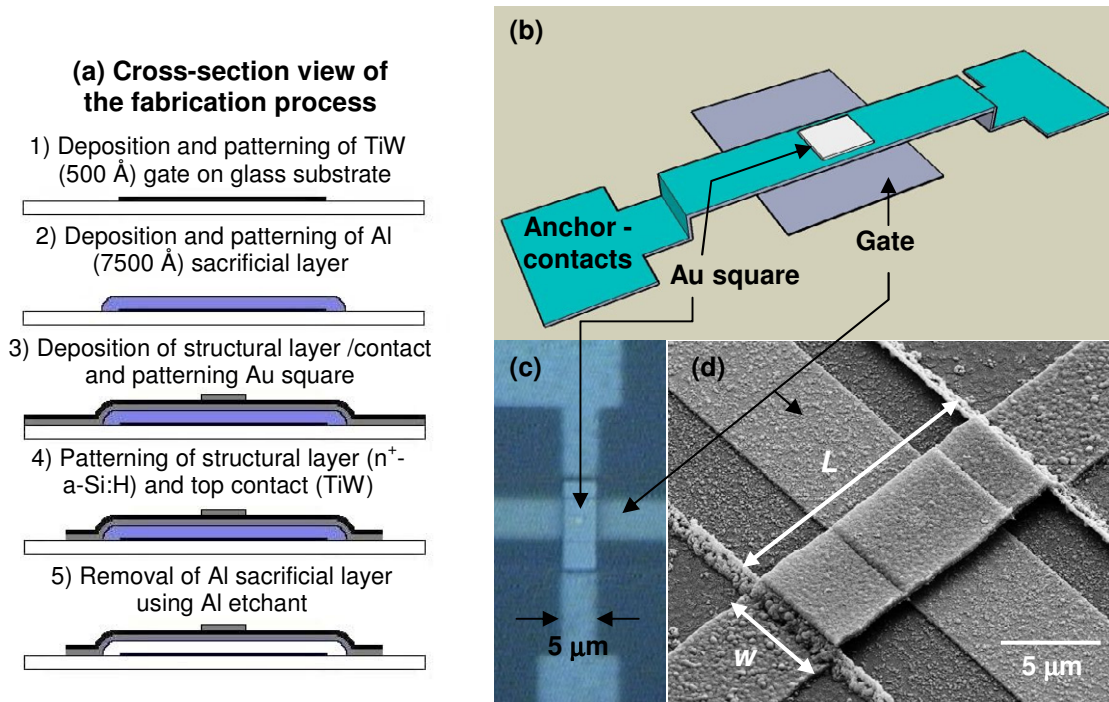 (a) Cross-section view of
the fabrication process
1) Deposition and patterning of TiW
(500 Å) gate on glass substrate
2) Deposition and patterning of Al
(7500 Å) sacrificial layer
3) Deposition of structural layer /contact
and patterning Au square
4) Patterning of structural layer (n⁺-
a-Si:H) and top contact (TiW)
5) Removal of Al sacrificial layer
using Al etchant
(b)
Anchor -
contacts
Au square
Gate
(c)
5 μm
(d)
L
W
5 μm